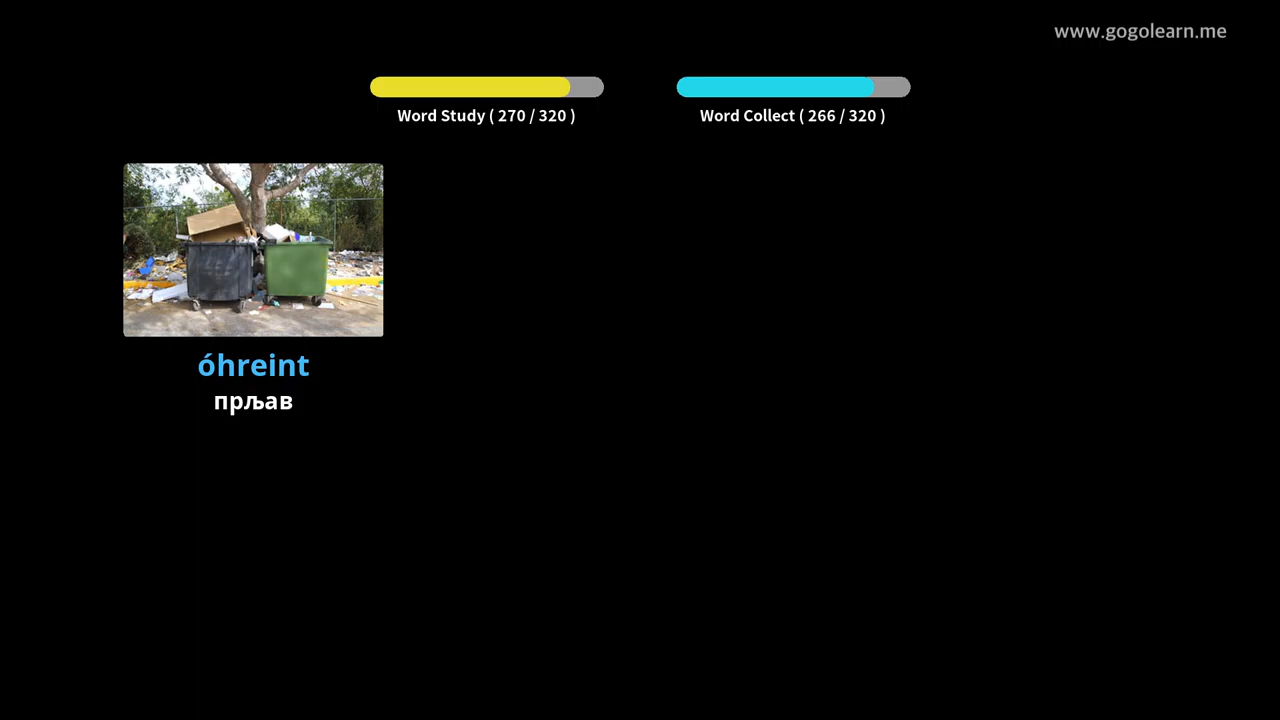 www.gogolearn.me
Word Study ( 270 / 320 )
Word Collect ( 266 / 320 )
óhreint
прљав